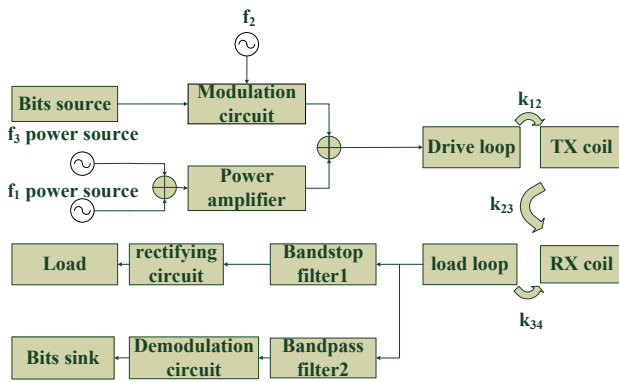 f2
Bits source
Modulation
circuit
k12
f3 power source
Drive loop
TX coil
f1 power source
Power
amplifier
k23
Load
rectifying
circuit
Bandstop
filter1
load loop
RX coil
k34
Bits sink
Demodulation
circuit
Bandpass
filter2